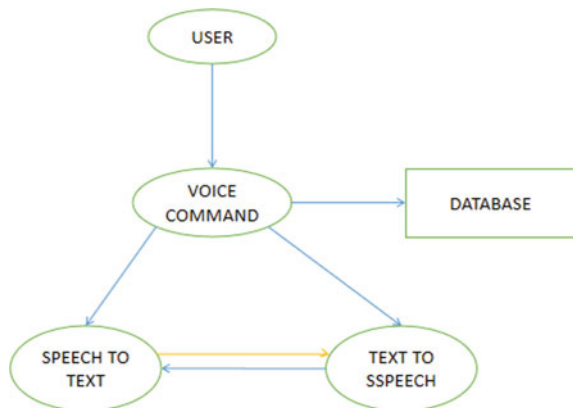 USER
VOICE
COMMAND
DATABASE
SPEECH TO
TEXT
TEXT TO
SSPEECH